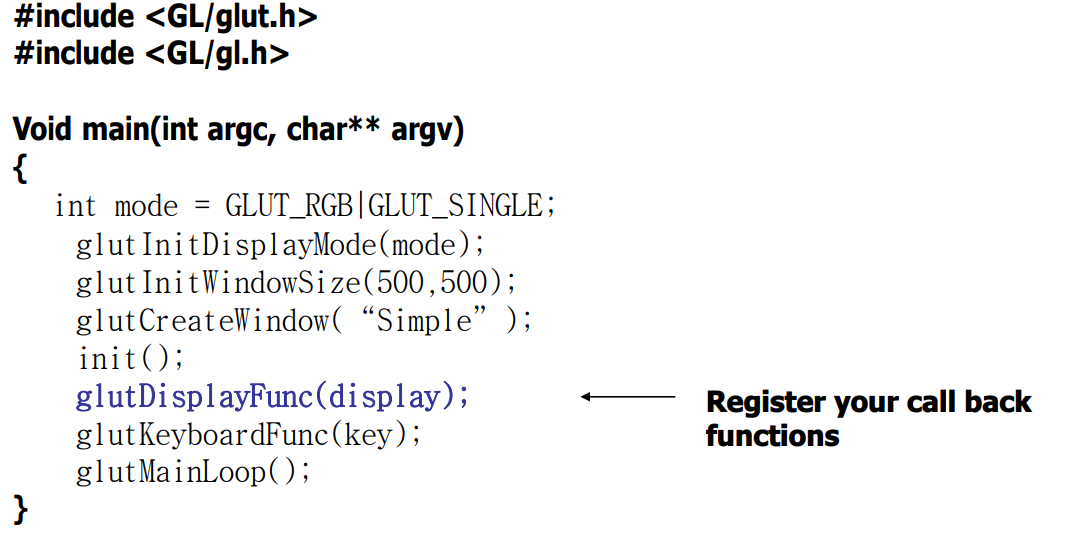 #include <GL/glut.h>
#include <GL/gl.h>
Void main(int argc, char** argv)
{
int mode = GLUT_RGB|GLUT_SINGLE;
glutInitDisplayMode(mode);
glutInitWindowSize(500,500);
glutCreateWindow( “Simple” );
init();
glutDisplayFunc(display);
Register your call back
functions
glutKeyboardFunc(key);
glutMainLoop();
}